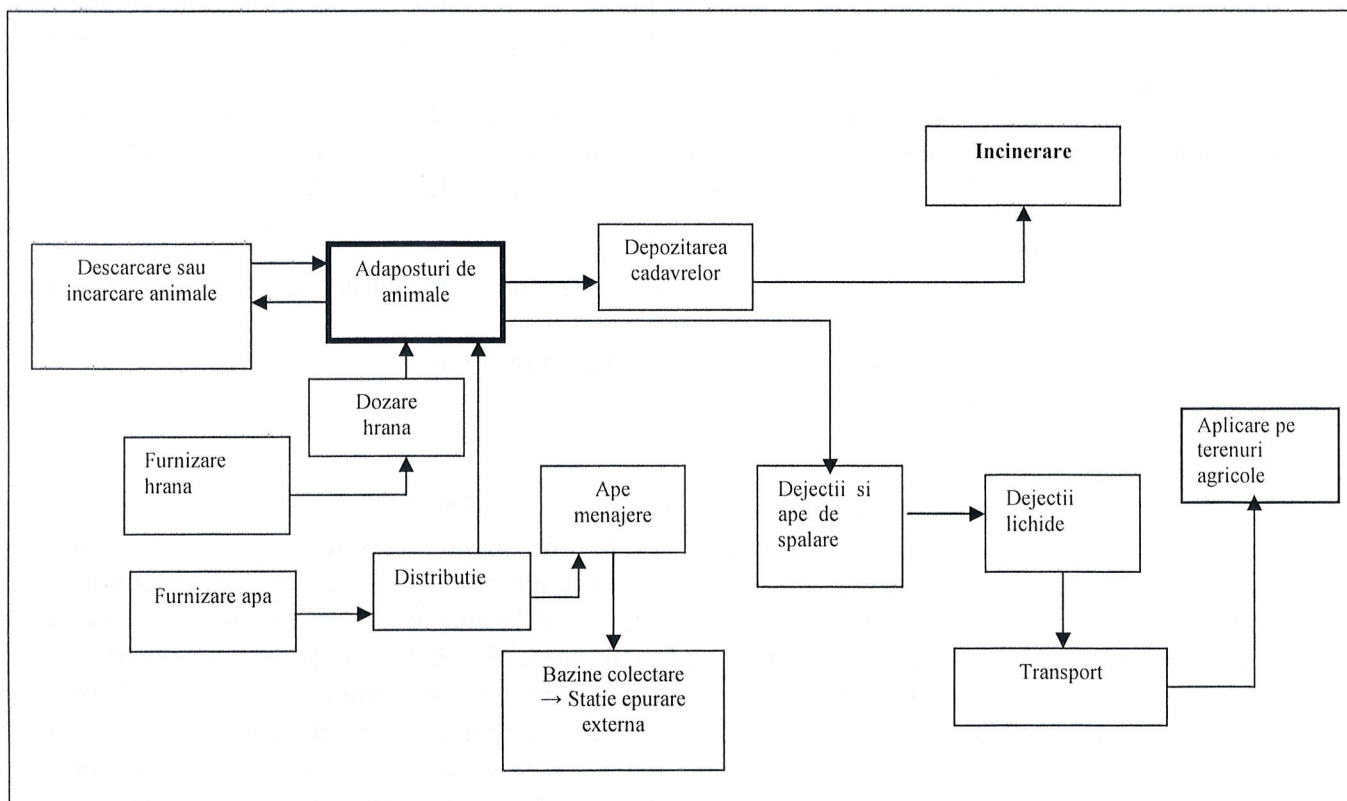 Incinerare
Descarcare sau
incarcare animale
Adaposturi de
animale
Depozitarea
cadavrelor
Dozare
hrana
Furnizare
hrana
Ape
menajere
Dejectii si
ape de
spalare
Dejectii
lichide
Aplicare pe
terenuri
agricole
Furnizare apa
Distributie
Bazine colectare
→ Statie epurare
externa
Transport